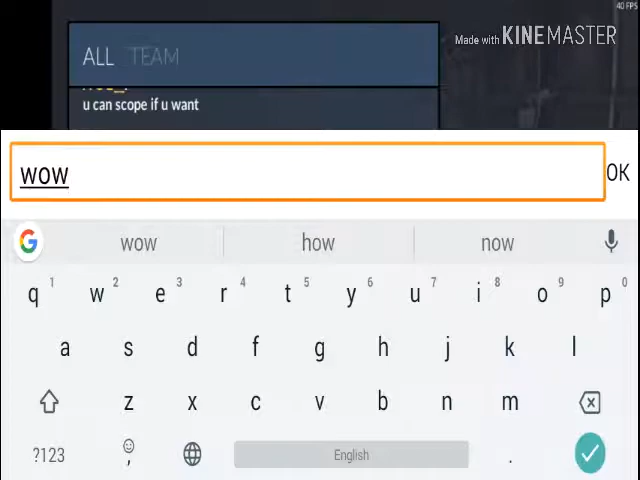 40 FPS
Made with KINEMASTER
ALL TEAM
u can scope if u want
wow
OK
wow how now
q 1 w 2 e 3 r 4 t 5 y 6 u 7 i 8 o 9 p 0
a s d f g h j k l
z x c v b n m
?123 , English .